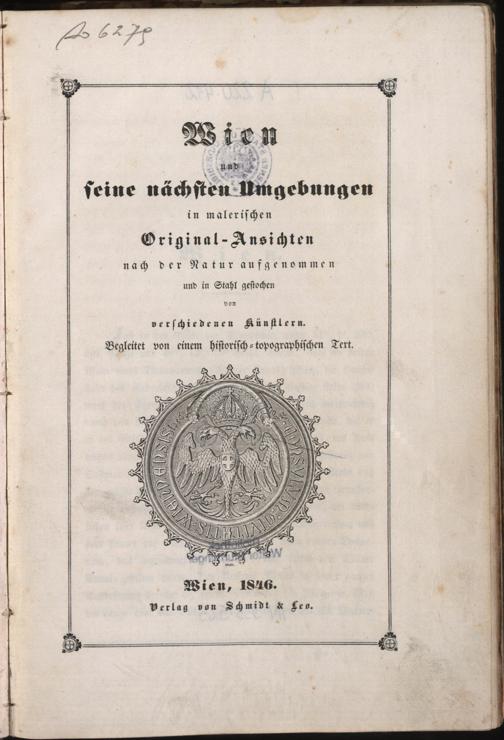 Wien
und
seine nächsten Umgebungen
in malerischen
Original-Ansichten
nach der Natur aufgenommen
und in Stahl gestochen
von
verschiedenen Künstlern.
Begleitet von einem historisch-topographischen Text.
Wien, 1846.
Verlag von Schmidt & Leo.